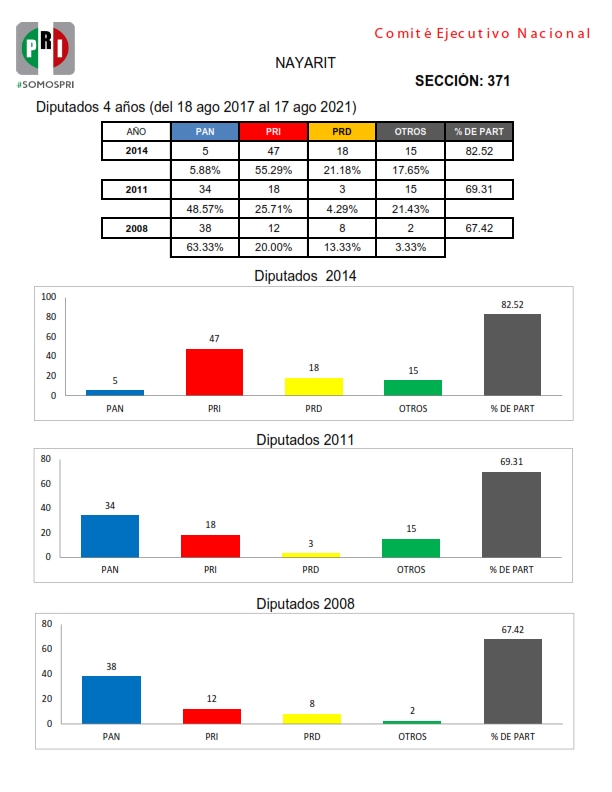 PRI
#SOMOSPRI
Comité Ejecutivo Nacional
NAYARIT
SECCIÓN: 371
Diputados 4 años (del 18 ago 2017 al 17 ago 2021)
AÑO PAN PRI PRD OTROS % DE PART
2014 5 47 18 15 82.52
5.88% 55.29% 21.18% 17.65%
2011 34 18 3 15 69.31
48.57% 25.71% 4.29% 21.43%
2008 38 12 8 2 67.42
63.33% 20.00% 13.33% 3.33%
Diputados 2014
100
80
60
40
20
0
5 47 18 15 82.52
PAN PRI PRD OTROS % DE PART
Diputados 2011
80
60
40
20
0
34 18 3 15 69.31
PAN PRI PRD OTROS % DE PART
Diputados 2008
80
60
40
20
0
38 12 8 2 67.42
PAN PRI PRD OTROS % DE PART